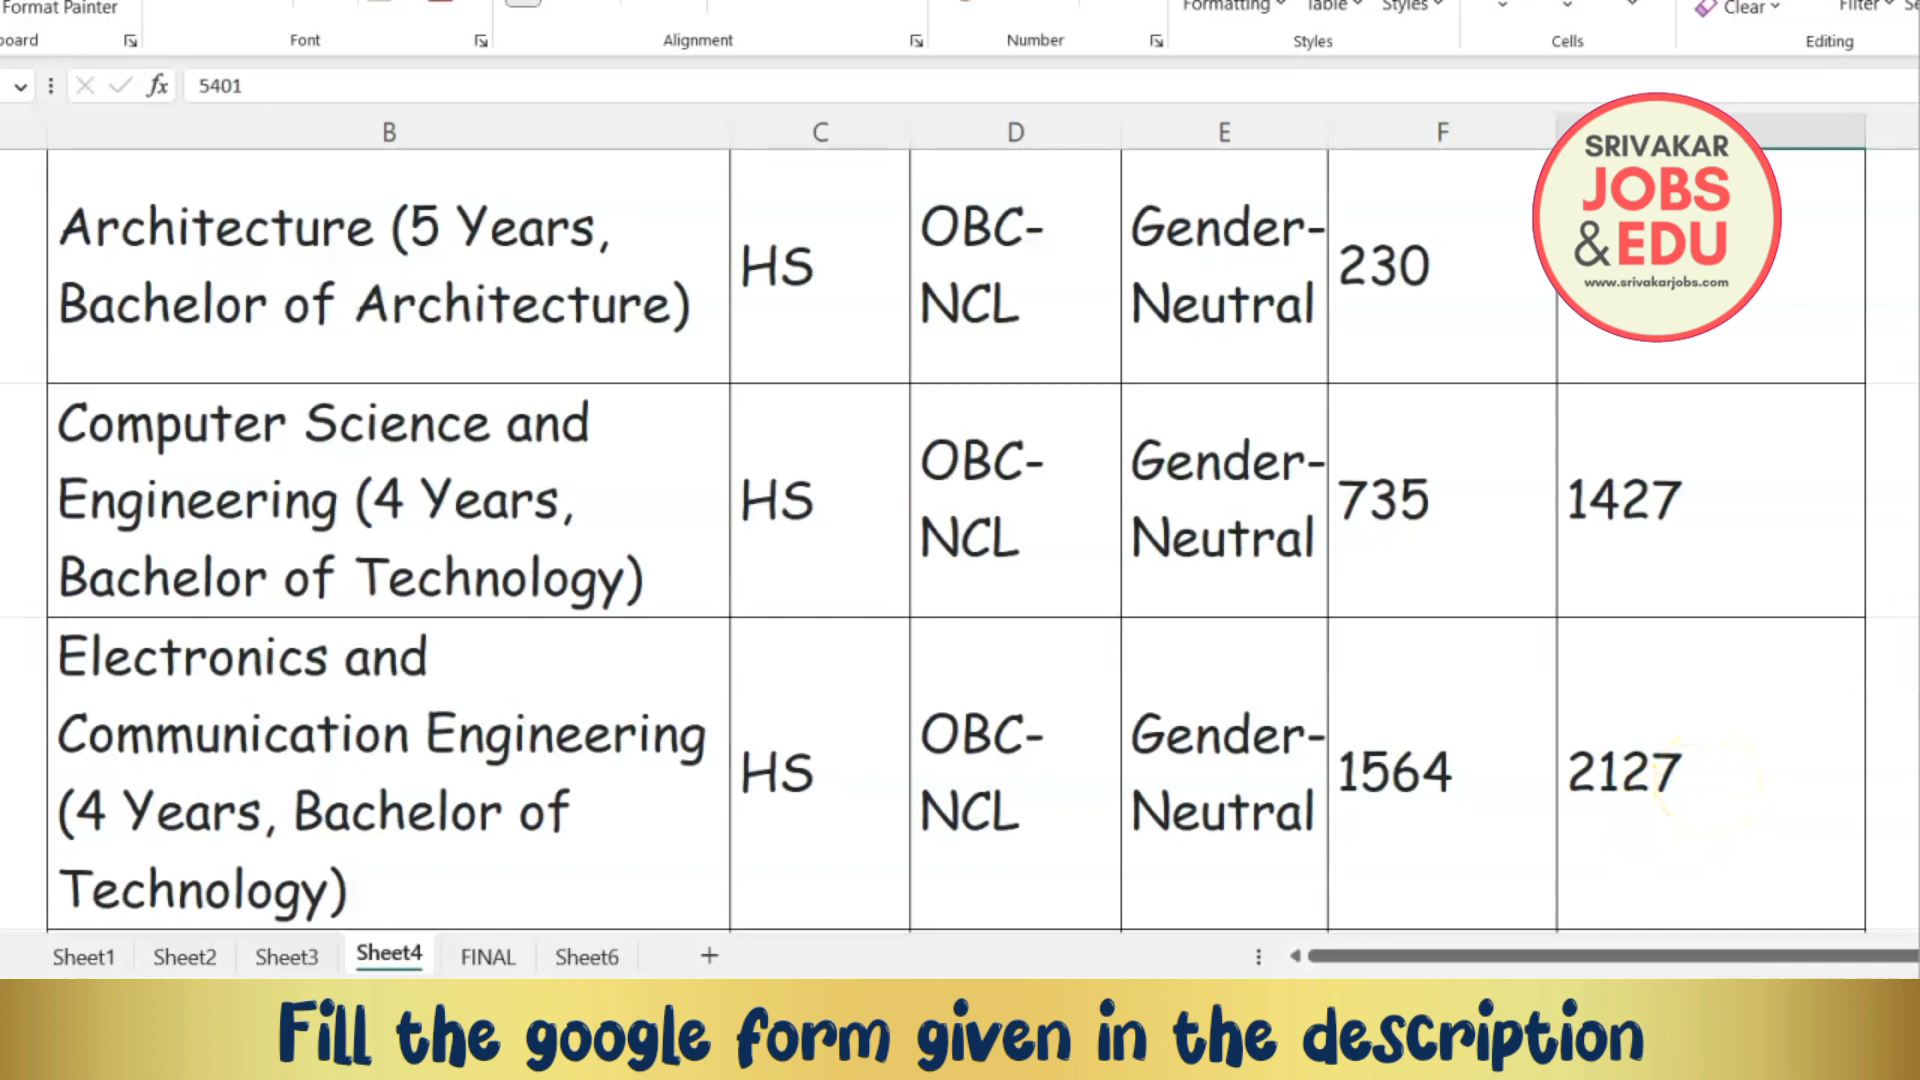 Format Painter
Formatting Table Styles Clear Filter
Font Alignment Number Styles Cells Editing
fx 5401
B C D E F
SRIVAKAR
JOBS
&EDU
www.srivakarjobs.com
Architecture (5 Years,
Bachelor of Architecture)
HS
OBC-
NCL
Gender-
Neutral
230
Computer Science and
Engineering (4 Years,
Bachelor of Technology)
HS
OBC-
NCL
Gender-
Neutral
735
1427
Electronics and
Communication Engineering
(4 Years, Bachelor of
Technology)
HS
OBC-
NCL
Gender-
Neutral
1564
2127
Sheet1 Sheet2 Sheet3 Sheet4 FINAL Sheet6 +
Fill the google form given in the description